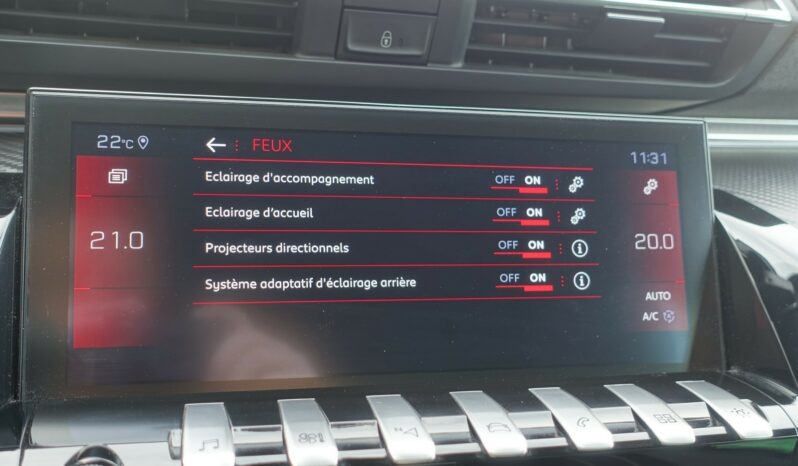 22°C
← FEUX
11:31
Eclairage d'accompagnement OFF ON
Eclairage d'accueil OFF ON
21.0
Projecteurs directionnels OFF ON
20.0
Système adaptatif d'éclairage arrière OFF ON
AUTO
A/C